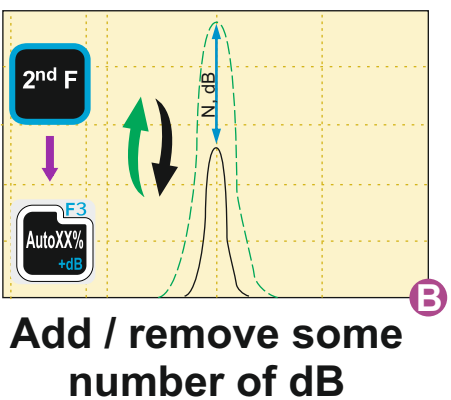 2nd F
N, dB
F3
AutoXX%
+dB
B
Add / remove some
number of dB